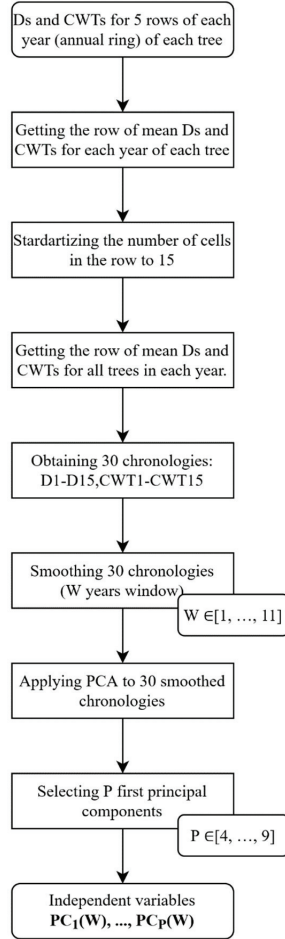 Ds and CWTs for 5 rows of each
year (annual ring) of each tree
Getting the row of mean Ds and
CWTs for each year of each tree
Stardartizing the number of cells
in the row to 15
Getting the row of mean Ds and
CWTs for all trees in each year.
Obtaining 30 chronologies:
D1-D15,CWT1-CWT15
Smoothing 30 chronologies
(W years window)
W ∈[1, …, 11]
Applying PCA to 30 smoothed
chronologies
Selecting P first principal
components
P ∈[4, …, 9]
Independent variables
PC₁(W), ..., PCₚ(W)